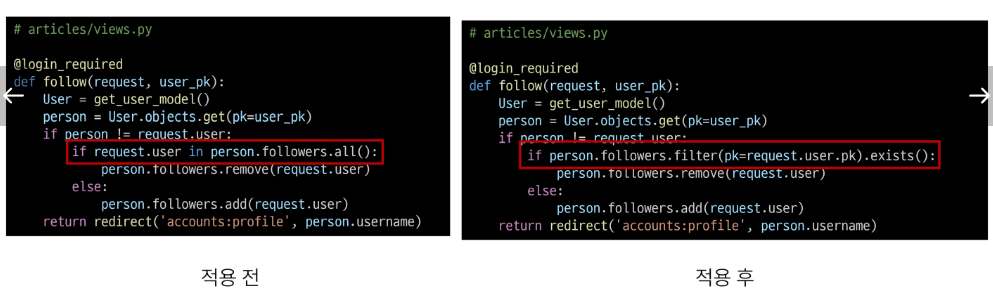 # articles/views.py
@login_required
def follow(request, user_pk):
    User = get_user_model()
    person = User.objects.get(pk=user_pk)
    if person != request.user:
        if request.user in person.followers.all():
            person.followers.remove(request.user)
        else:
            person.followers.add(request.user)
    return redirect('accounts:profile', person.username)
적용 전
# articles/views.py
@login_required
def follow(request, user_pk):
    User = get_user_model()
    person = User.objects.get(pk=user_pk)
    if person != request.user:
        if person.followers.filter(pk=request.user.pk).exists():
            person.followers.remove(request.user)
        else:
            person.followers.add(request.user)
    return redirect('accounts:profile', person.username)
적용 후